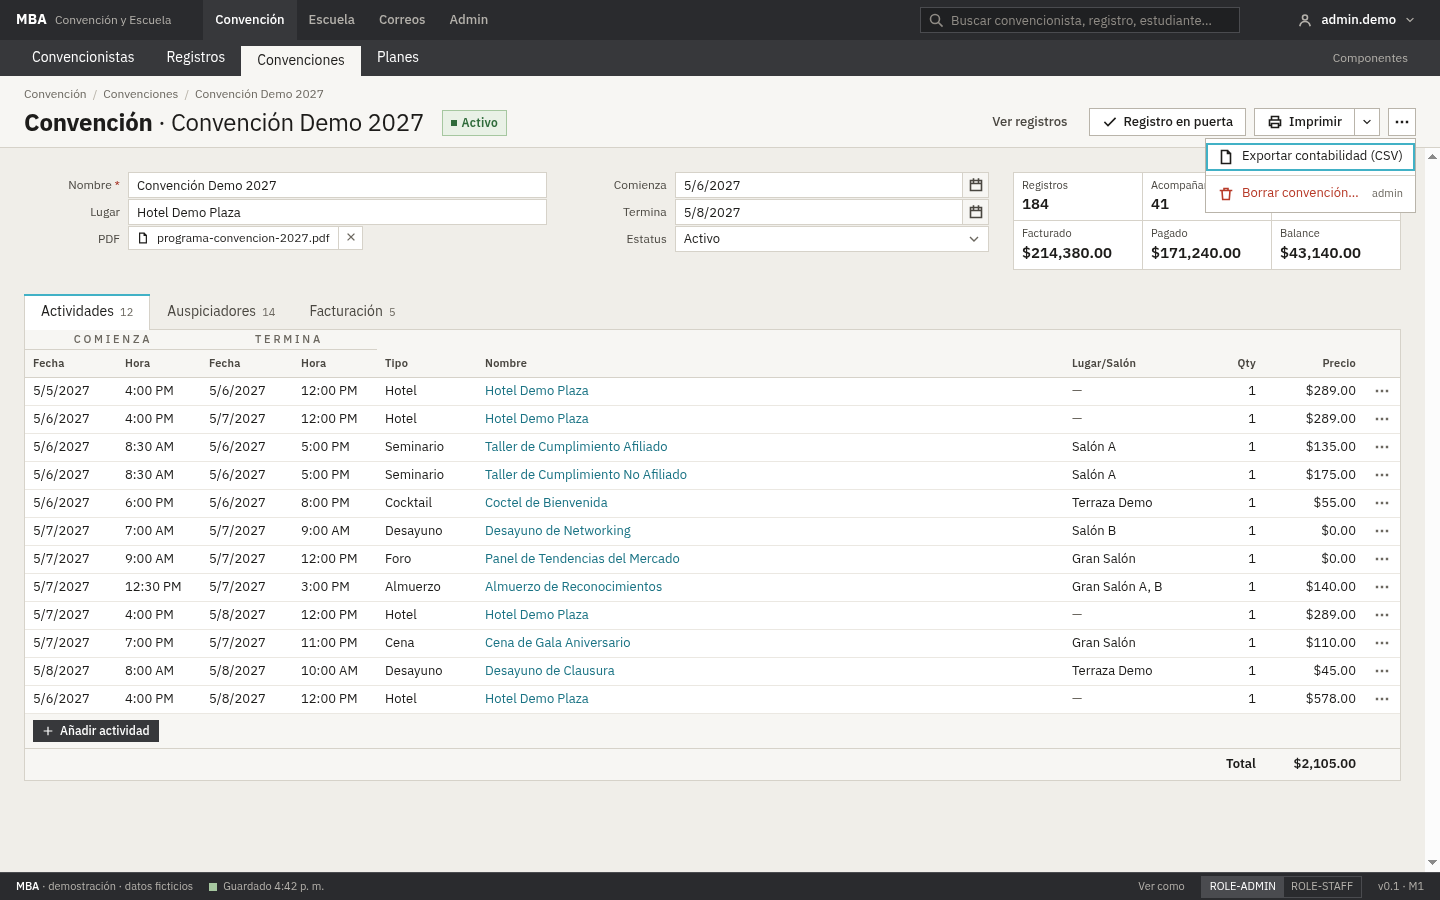 MBA Convención y Escuela Convención Escuela Correos Admin Buscar convencionista, registro, estudiante... admin.demo
Convencionistas Registros Convenciones Planes Componentes
Convención / Convenciones / Convención Demo 2027
Convención · Convención Demo 2027 Activo Ver registros Registro en puerta Imprimir
Exportar contabilidad (CSV)
Borrar convención... admin
Nombre * Convención Demo 2027 Comienza 5/6/2027 Registros 184
Lugar Hotel Demo Plaza Termina 5/8/2027 41
PDF programa-convencion-2027.pdf Estatus Activo
Facturado Pagado Balance
$214,380.00 $171,240.00 $43,140.00
Actividades 12 Auspiciadores 14 Facturación 5
COMIENZA TERMINA
Fecha Hora Fecha Hora Tipo Nombre Lugar/Salón Qty Precio
5/5/2027 4:00 PM 5/6/2027 12:00 PM Hotel Hotel Demo Plaza — 1 $289.00
5/6/2027 4:00 PM 5/7/2027 12:00 PM Hotel Hotel Demo Plaza — 1 $289.00
5/6/2027 8:30 AM 5/6/2027 5:00 PM Seminario Taller de Cumplimiento Afiliado Salón A 1 $135.00
5/6/2027 8:30 AM 5/6/2027 5:00 PM Seminario Taller de Cumplimiento No Afiliado Salón A 1 $175.00
5/6/2027 6:00 PM 5/6/2027 8:00 PM Cocktail Coctel de Bienvenida Terraza Demo 1 $55.00
5/7/2027 7:00 AM 5/7/2027 9:00 AM Desayuno Desayuno de Networking Salón B 1 $0.00
5/7/2027 9:00 AM 5/7/2027 12:00 PM Foro Panel de Tendencias del Mercado Gran Salón 1 $0.00
5/7/2027 12:30 PM 5/7/2027 3:00 PM Almuerzo Almuerzo de Reconocimientos Gran Salón A, B 1 $140.00
5/7/2027 4:00 PM 5/8/2027 12:00 PM Hotel Hotel Demo Plaza — 1 $289.00
5/7/2027 7:00 PM 5/7/2027 11:00 PM Cena Cena de Gala Aniversario Gran Salón 1 $110.00
5/8/2027 8:00 AM 5/8/2027 10:00 AM Desayuno Desayuno de Clausura Terraza Demo 1 $45.00
5/6/2027 4:00 PM 5/8/2027 12:00 PM Hotel Hotel Demo Plaza — 1 $578.00
+ Añadir actividad
Total $2,105.00
MBA · demostración · datos ficticios Guardado 4:42 p. m. Ver como ROLE-ADMIN ROLE-STAFF v0.1 · M1